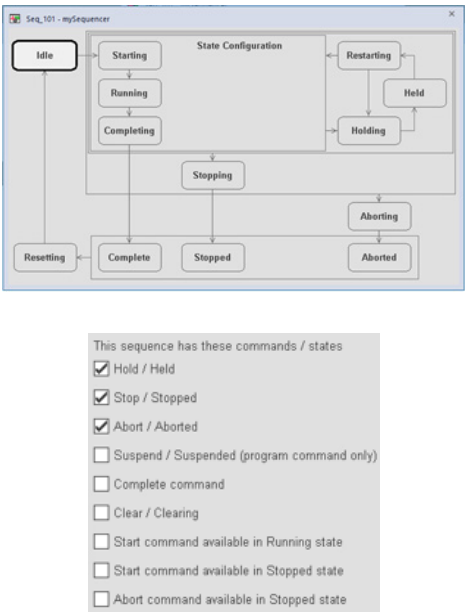 Seq_101 - mySequencer
Idle
Starting
State Configuration
Restarting
Running
Held
Completing
Holding
Stopping
Aborting
Resetting
Complete
Stopped
Aborted
This sequence has these commands / states
Hold / Held
Stop / Stopped
Abort / Aborted
Suspend / Suspended (program command only)
Complete command
Clear / Clearing
Start command available in Running state
Start command available in Stopped state
Abort command available in Stopped state